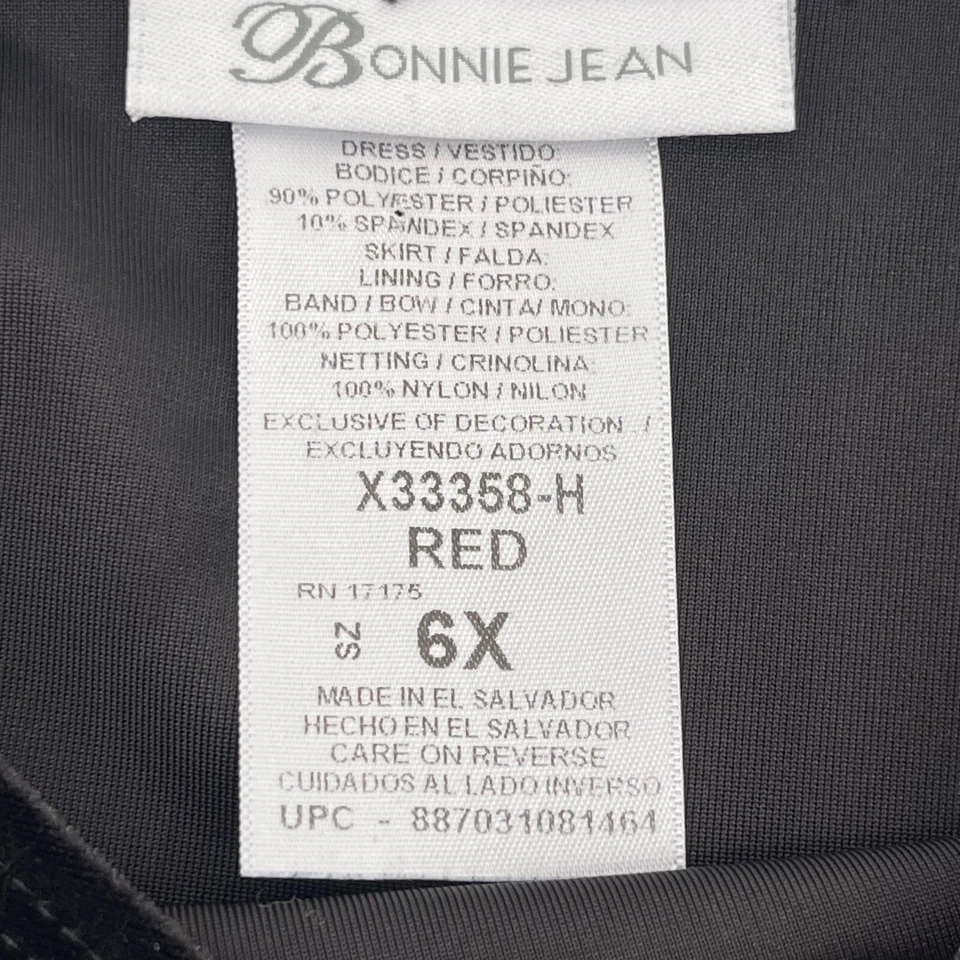 BONNIE JEAN
DRESS / VESTIDO:
BODICE / CORPIÑO:
90% POLYESTER / POLIESTER
10% SPANDEX / SPANDEX
SKIRT / FALDA:
LINING / FORRO:
BAND / BOW / CINTA/ MONO:
100% POLYESTER / POLIESTER
NETTING / CRINOLINA:
100% NYLON / NILON
EXCLUSIVE OF DECORATION /
EXCLUYENDO ADORNOS
X33358-H
RED
RN 17175
SZ 6X
MADE IN EL SALVADOR
HECHO EN EL SALVADOR
CARE ON REVERSE
CUIDADOS AL LADO INVERSO
UPC - 887031081464